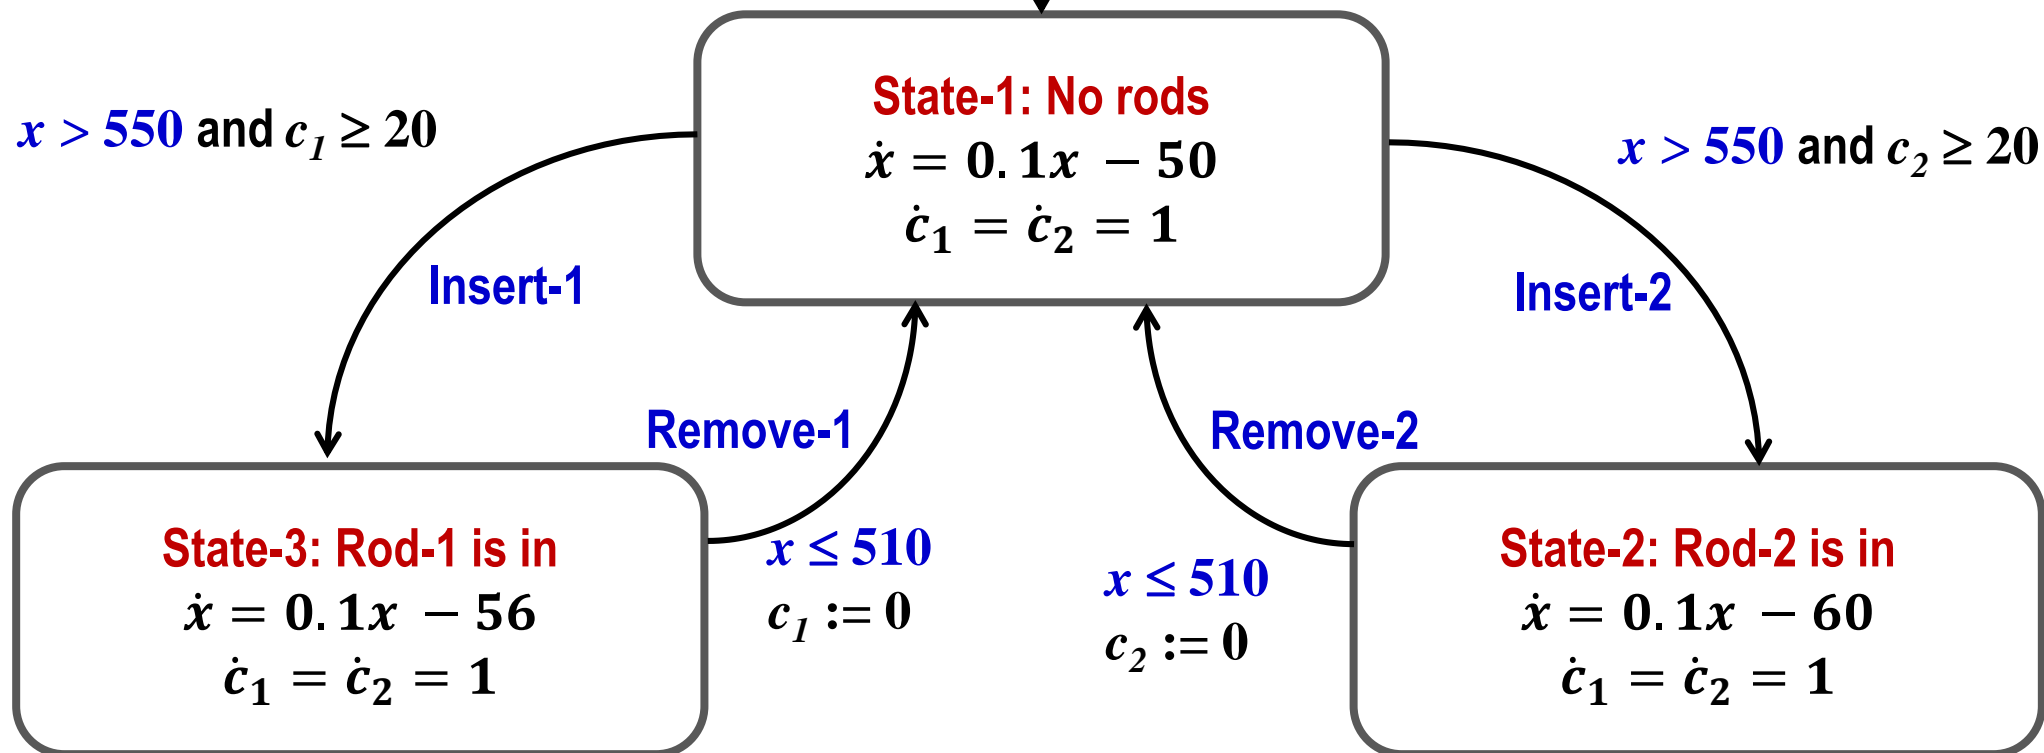 State-1: No rods
ẋ = 0.1x − 50
ċ₁ = ċ₂ = 1
x > 550 and c₁ ≥ 20
x > 550 and c₂ ≥ 20
Insert-1
Insert-2
Remove-1
Remove-2
x ≤ 510
c₁ := 0
x ≤ 510
c₂ := 0
State-3: Rod-1 is in
ẋ = 0.1x − 56
ċ₁ = ċ₂ = 1
State-2: Rod-2 is in
ẋ = 0.1x − 60
ċ₁ = ċ₂ = 1